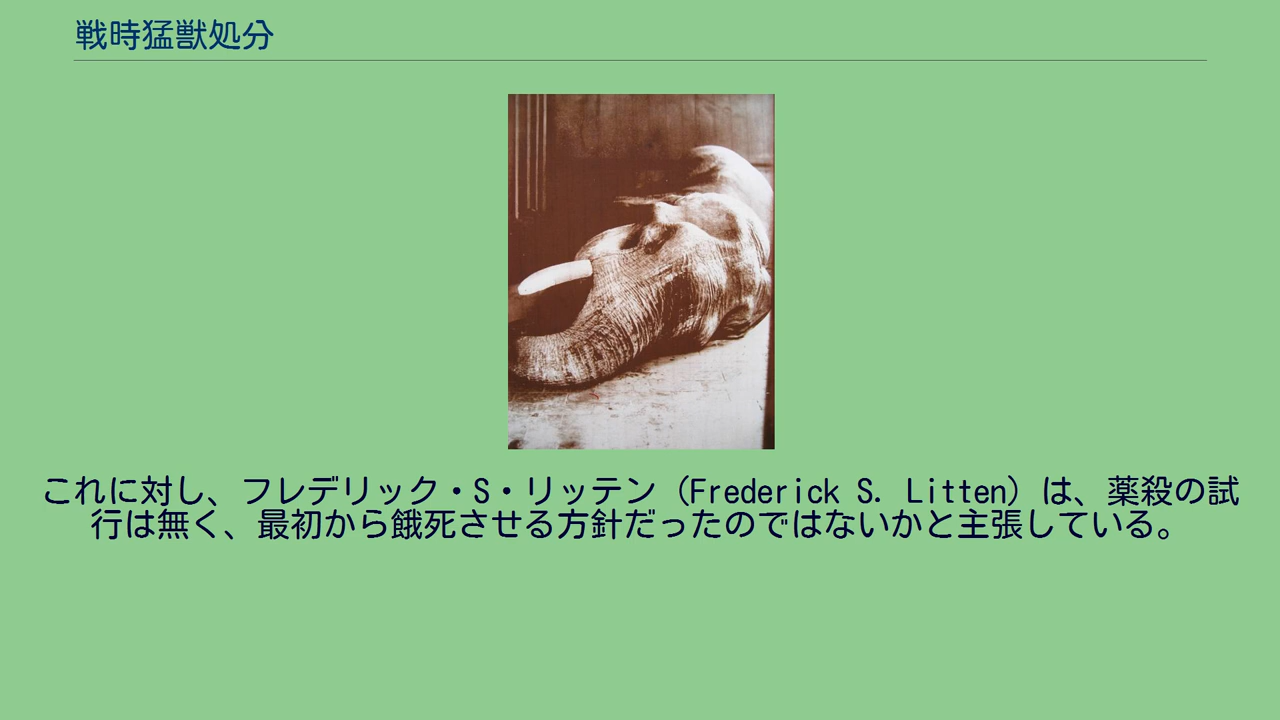 戦時猛獣処分
これに対し、フレデリック・S・リッテン（Frederick S. Litten）は、薬殺の試
行は無く、最初から餓死させる方針だったのではないかと主張している。